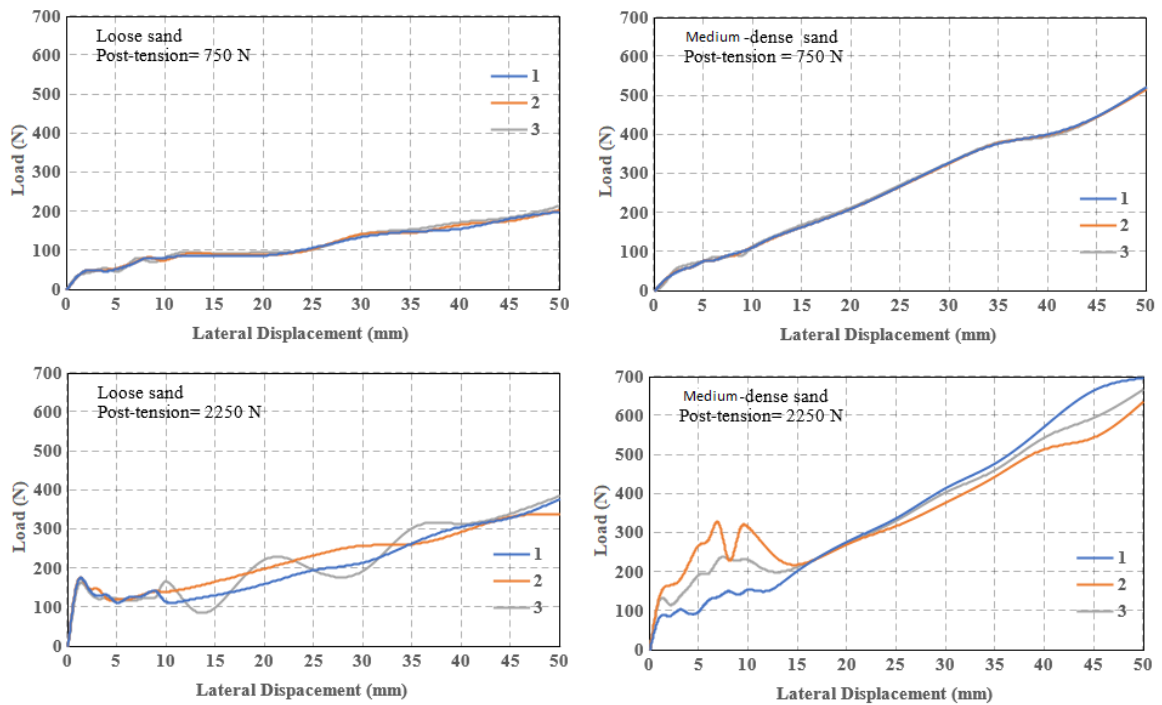 700
600
500
400
300
200
100
0
Load (N)
Loose sand
Post-tension= 750 N
1
2
3
0 5 10 15 20 25 30 35 40 45 50
Lateral Displacement (mm)
700
600
500
400
300
200
100
0
Load (N)
Medium -dense sand
Post-tension = 750 N
1
2
3
0 5 10 15 20 25 30 35 40 45 50
Lateral Displacement (mm)
700
600
500
400
300
200
100
0
Load (N)
Loose sand
Post-tension= 2250 N
1
2
3
0 5 10 15 20 25 30 35 40 45 50
Lateral Dispacement (mm)
700
600
500
400
300
200
100
0
Load (N)
Medium -dense sand
Post-tension= 2250 N
1
2
3
0 5 10 15 20 25 30 35 40 45 50
Lateral Displacement (mm)